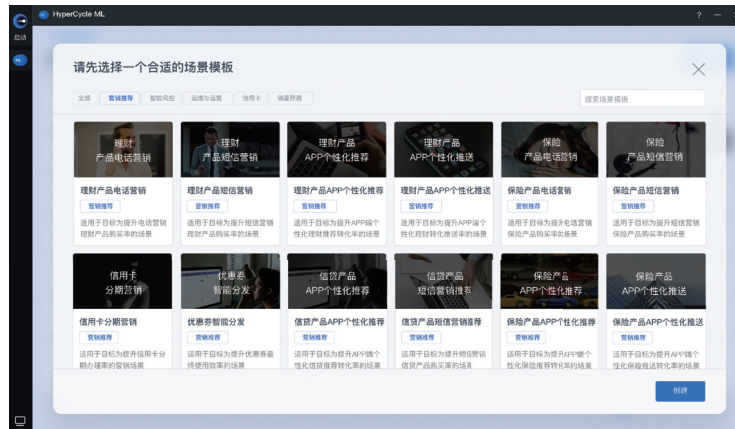 HyperCycle ML
启动
ML
请先选择一个合适的场景模板
全部 营销推荐 智能风控 运维与运营 信用卡 销量预测
搜索场景模板
理财
产品电话营销
理财产品电话营销
营销推荐
适用于目标为提升电话营销
理财产品购买率的场景
理财
产品短信营销
理财产品短信营销
营销推荐
适用于目标为提升短信营销
理财产品购买率的场景
理财产品
APP个性化推荐
理财产品APP个性化推荐
营销推荐
适用于目标为提升APP端个
性化理财推荐转化率的场景
理财产品
APP个性化推送
理财产品APP个性化推送
营销推荐
适用于目标为提升APP端个
性化理财转化推送率的场景
保险
产品电话营销
保险产品电话营销
营销推荐
适用于目标为提升电话营销
保险产品购买率的场景
保险
产品短信营销
保险产品短信营销
营销推荐
适用于目标为提升短信营销
保险产品购买率的场景
信用卡
分期营销
信用卡分期营销
营销推荐
适用于目标为提升信用卡分
期办理率的营销场景
优惠券
智能分发
优惠券智能分发
营销推荐
适用于目标为提升优惠券最
终使用效率的场景
信贷产品
APP个性化推荐
信贷产品APP个性化推荐
营销推荐
适用于目标为提升APP端个
性化信贷推荐转化率的场景
信贷产品
短信营销推荐
信贷产品短信营销推荐
营销推荐
适用于目标为提升短信营销
信贷产品购买率的场景
保险产品
APP个性化推荐
保险产品APP个性化推荐
营销推荐
适用于目标为提升APP端个
性化保险推荐转化率的场景
保险产品
APP个性化推送
保险产品APP个性化推送
营销推荐
适用于目标为提升APP端个
性化保险推送转化率的场景
创建